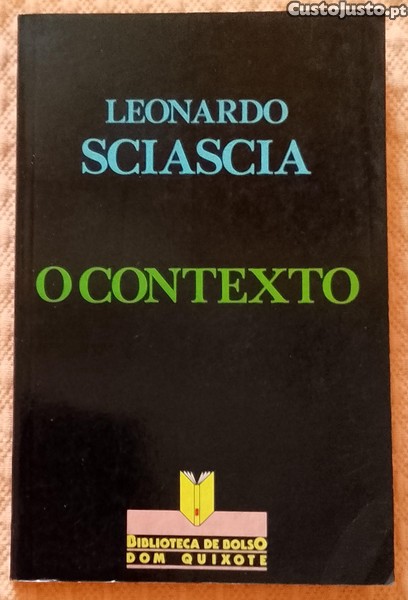 CustoJusto.pt
LEONARDO
SCIASCIA
O CONTEXTO
BIBLIOTECA DE BOLSO
DOM QUIXOTE